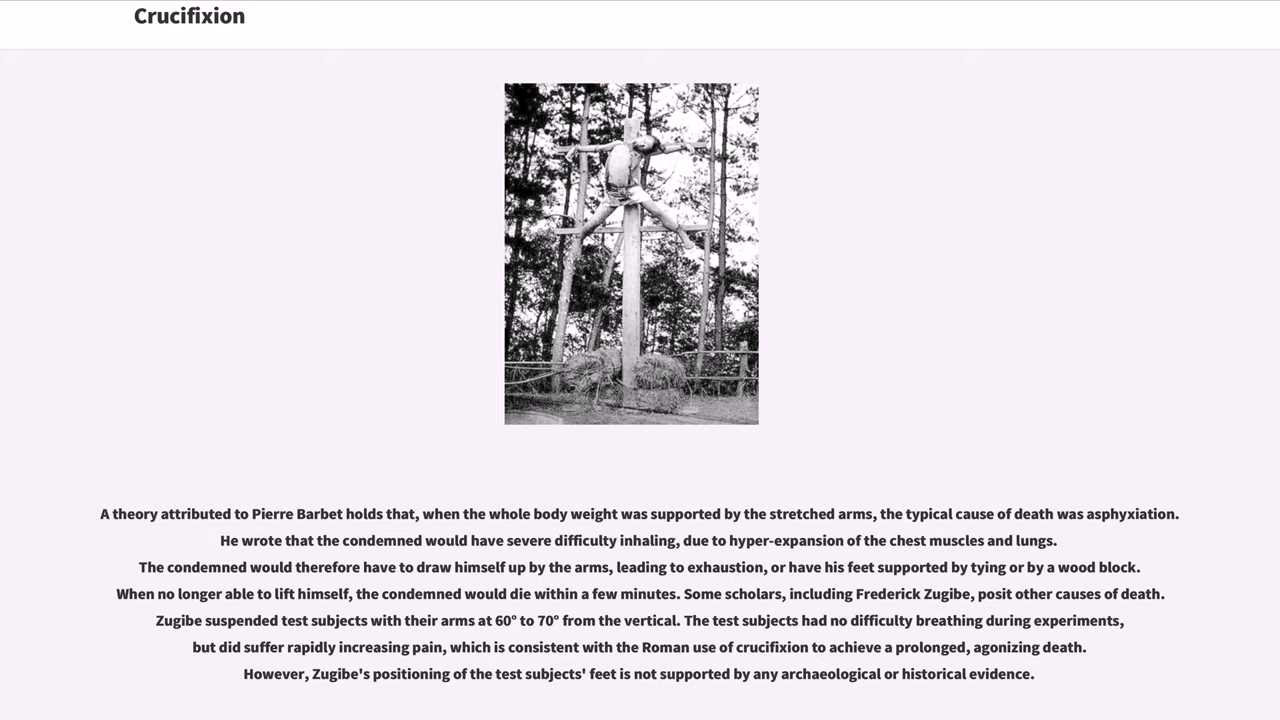 Crucifixion
A theory attributed to Pierre Barbet holds that, when the whole body weight was supported by the stretched arms, the typical cause of death was asphyxiation.
He wrote that the condemned would have severe difficulty inhaling, due to hyper-expansion of the chest muscles and lungs.
The condemned would therefore have to draw himself up by the arms, leading to exhaustion, or have his feet supported by tying or by a wood block.
When no longer able to lift himself, the condemned would die within a few minutes. Some scholars, including Frederick Zugibe, posit other causes of death.
Zugibe suspended test subjects with their arms at 60° to 70° from the vertical. The test subjects had no difficulty breathing during experiments,
but did suffer rapidly increasing pain, which is consistent with the Roman use of crucifixion to achieve a prolonged, agonizing death.
However, Zugibe's positioning of the test subjects' feet is not supported by any archaeological or historical evidence.